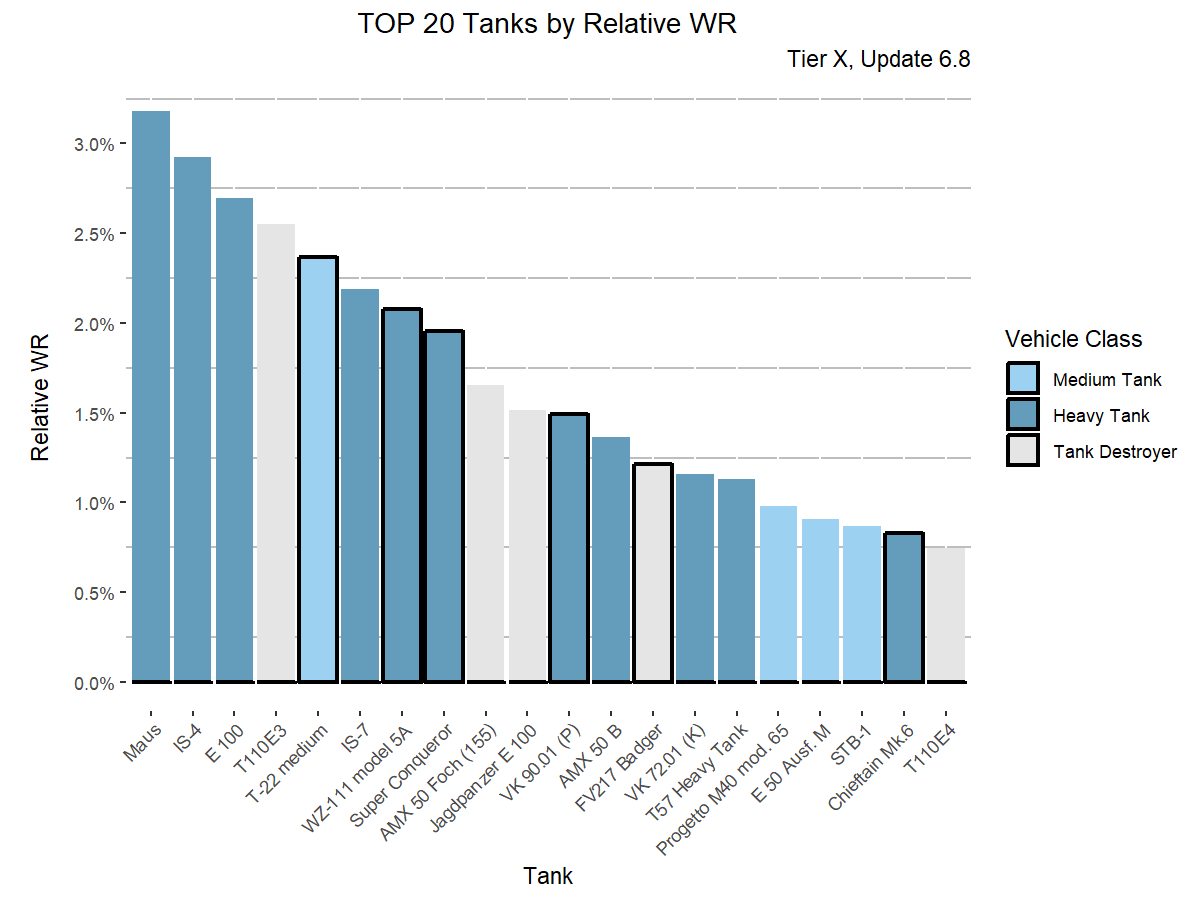 TOP 20 Tanks by Relative WR
Tier X, Update 6.8
Relative WR
3.0%
2.5%
2.0%
1.5%
1.0%
0.5%
0.0%
Maus
IS-4
E 100
T110E3
T-22 medium
IS-7
WZ-111 model 5A
Super Conqueror
AMX 50 Foch (155)
Jagdpanzer E 100
VK 90.01 (P)
AMX 50 B
FV217 Badger
VK 72.01 (K)
T57 Heavy Tank
Progetto M40 mod. 65
E 50 Ausf. M
STB-1
Chieftain Mk.6
T110E4
Tank
Vehicle Class
Medium Tank
Heavy Tank
Tank Destroyer